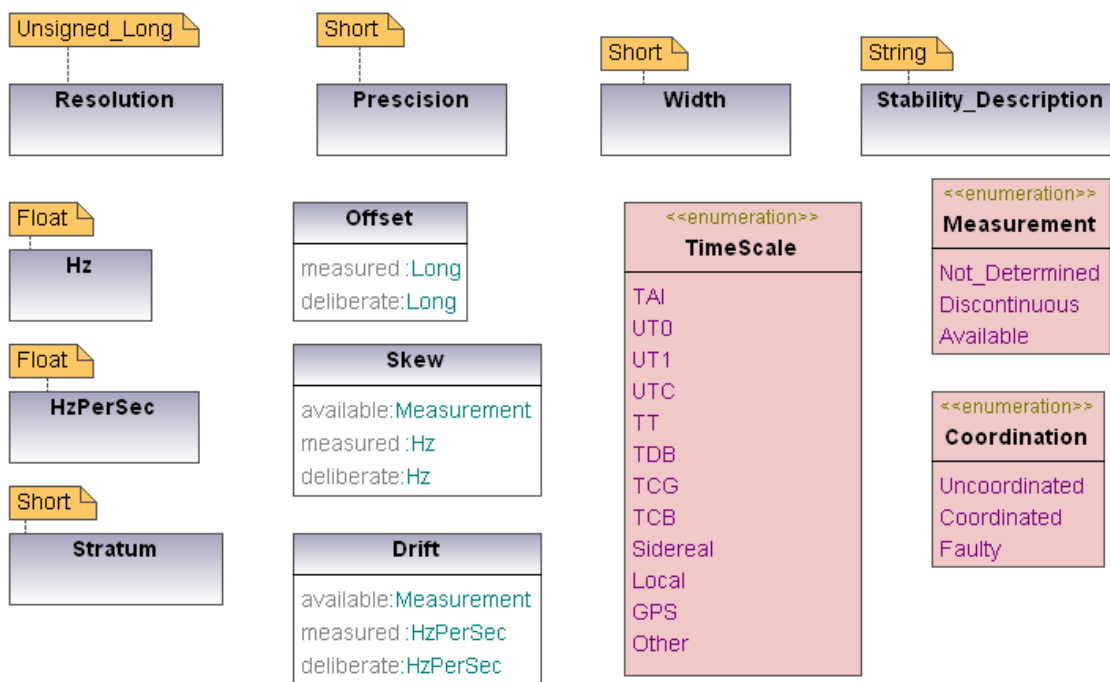 Unsigned_Long
Resolution
Short
Prescision
Short
Width
String
Stability_Description
Float
Hz
Float
HzPerSec
Short
Stratum
Offset
measured :Long
deliberate:Long
Skew
available:Measurement
measured :Hz
deliberate:Hz
Drift
available:Measurement
measured :HzPerSec
deliberate:HzPerSec
<<enumeration>>
TimeScale
TAI
UT0
UT1
UTC
TT
TDB
TCG
TCB
Sidereal
Local
GPS
Other
<<enumeration>>
Measurement
Not_Determined
Discontinuous
Available
<<enumeration>>
Coordination
Uncoordinated
Coordinated
Faulty